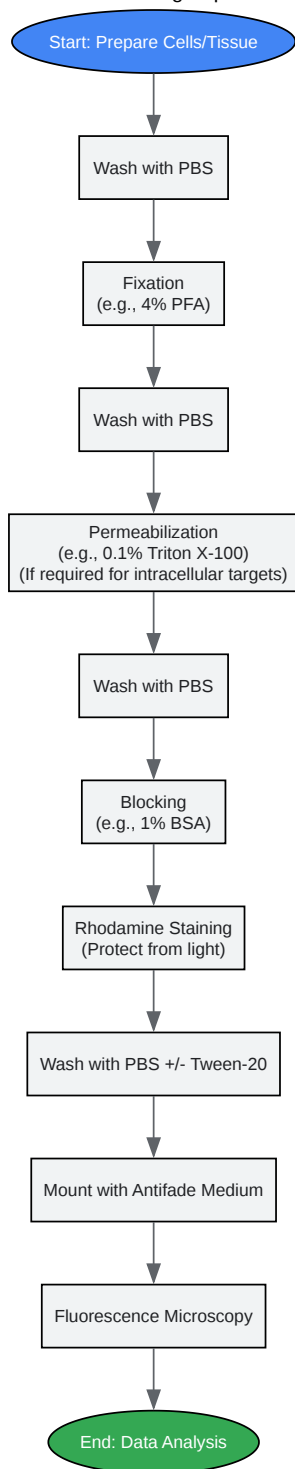 Start: Prepare Cells/Tissue
Wash with PBS
Fixation
(e.g., 4% PFA)
Wash with PBS
Permeabilization
(e.g., 0.1% Triton X-100)
(If required for intracellular targets)
Wash with PBS
Blocking
(e.g., 1% BSA)
Rhodamine Staining
(Protect from light)
Wash with PBS +/- Tween-20
Mount with Antifade Medium
Fluorescence Microscopy
End: Data Analysis